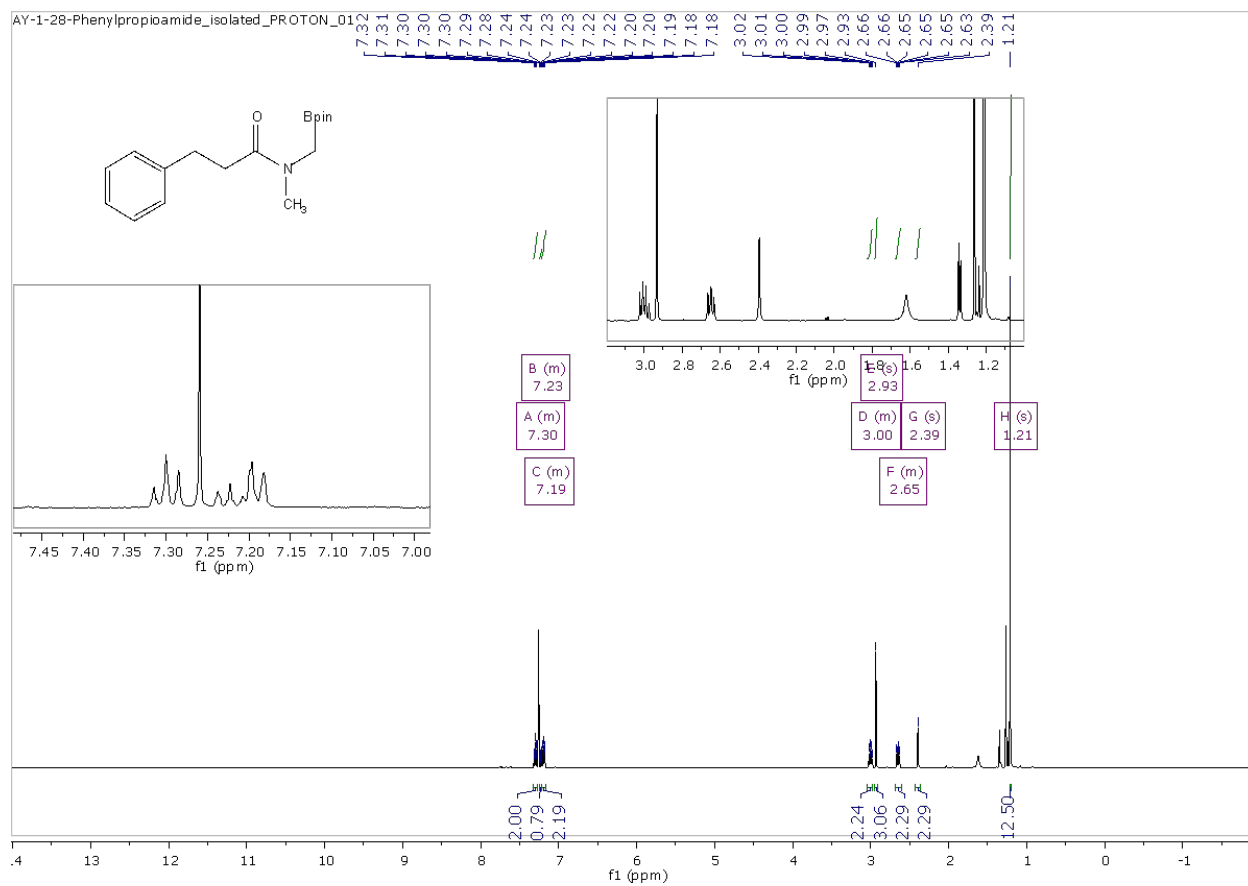 AY-1-28-Phenylpropioamide_isolated_PROTON_01
7.32 7.31 7.30 7.30 7.30 7.29 7.28 7.24 7.24 7.23 7.23 7.22 7.22 7.20 7.20 7.19 7.18 7.18 3.02 3.01 3.00 2.99 2.97 2.93 2.66 2.66 2.65 2.65 2.65 2.63 2.39 1.21
O
Bpin
N
CH3
3.0 2.8 2.6 2.4 2.2 2.0 1.8 1.6 1.4 1.2
f1 (ppm)
B (m)
7.23
E (s)
2.93
A (m)
7.30
D (m)
3.00
G (s)
2.39
H (s)
1.21
C (m)
7.19
F (m)
2.65
7.45 7.40 7.35 7.30 7.25 7.20 7.15 7.10 7.05 7.00
f1 (ppm)
2.00 0.79 2.19 2.24 3.06 2.29 2.29 12.50
.4 13 12 11 10 9 8 7 6 5 4 3 2 1 0 -1
f1 (ppm)